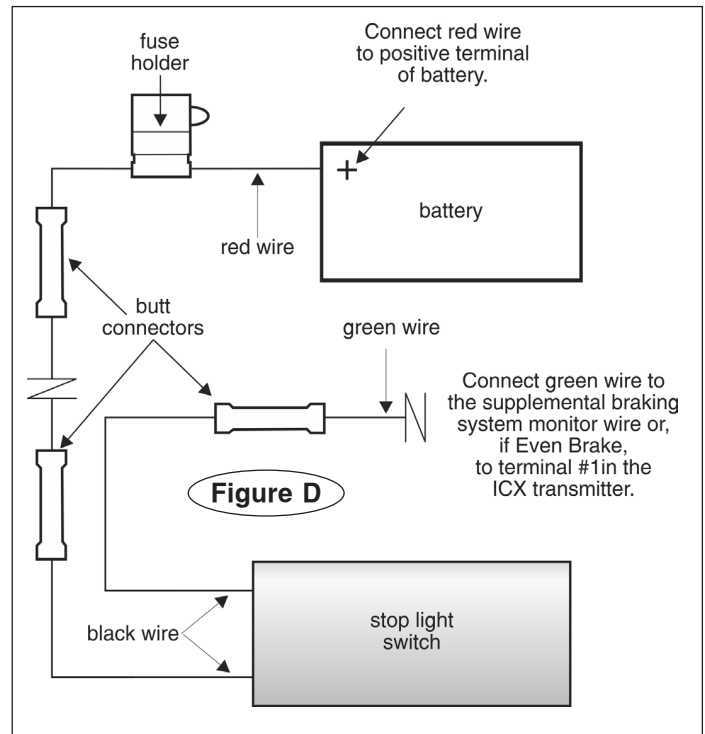 fuse
holder
Connect red wire
to positive terminal
of battery.
+
battery
red wire
butt
connectors
green wire
Connect green wire to
the supplemental braking
system monitor wire or,
if Even Brake,
to terminal #1in the
ICX transmitter.
Figure D
black wire
stop light
switch